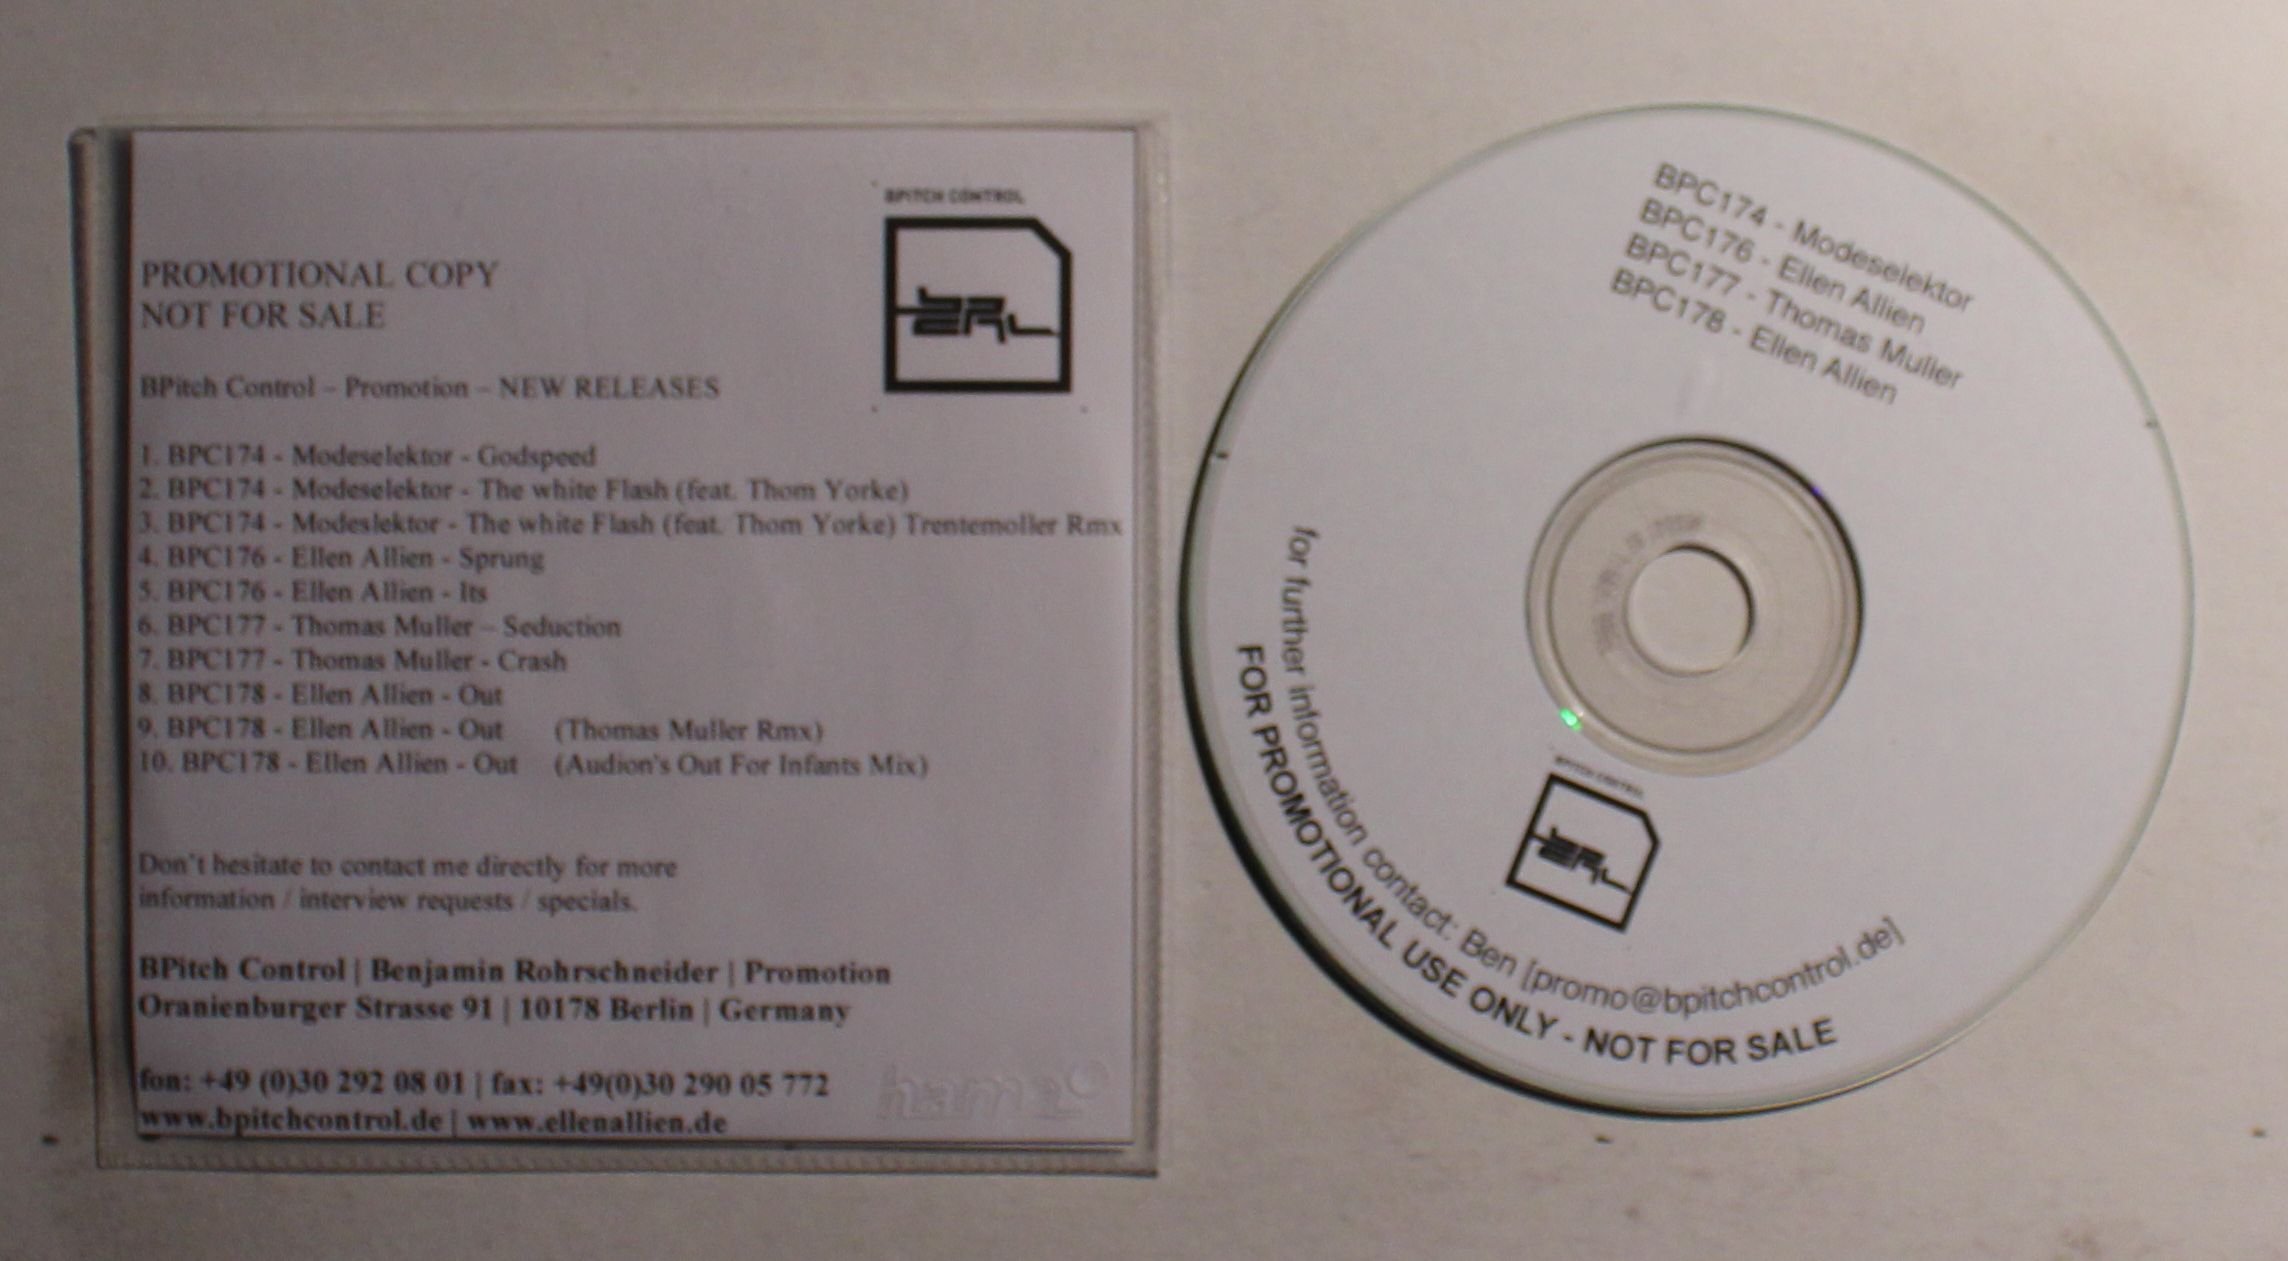 BPITCH CONTROL
PROMOTIONAL COPY
NOT FOR SALE
BPitch Control – Promotion – NEW RELEASES
1. BPC174 - Modeselektor - Godspeed
2. BPC174 - Modeselektor - The white Flash (feat. Thom Yorke)
3. BPC174 - Modeslektor - The white Flash (feat. Thom Yorke) Trentemoller Rmx
4. BPC176 - Ellen Allien - Sprung
5. BPC176 - Ellen Allien - Its
6. BPC177 - Thomas Muller – Seduction
7. BPC177 - Thomas Muller - Crash
8. BPC178 - Ellen Allien - Out
9. BPC178 - Ellen Allien - Out (Thomas Muller Rmx)
10. BPC178 - Ellen Allien - Out (Audion's Out For Infants Mix)
Don't hesitate to contact me directly for more
information / interview requests / specials.
BPitch Control | Benjamin Rohrschneider | Promotion
Oranienburger Strasse 91 | 10178 Berlin | Germany
fon: +49 (0)30 292 08 01 | fax: +49(0)30 290 05 772
www.bpitchcontrol.de | www.ellenallien.de
hama
BPC174 - Modeselektor
BPC176 - Ellen Allien
BPC177 - Thomas Muller
BPC178 - Ellen Allien
BPITCH CONTROL
for further information contact: Ben [promo@bpitchcontrol.de]
FOR PROMOTIONAL USE ONLY - NOT FOR SALE